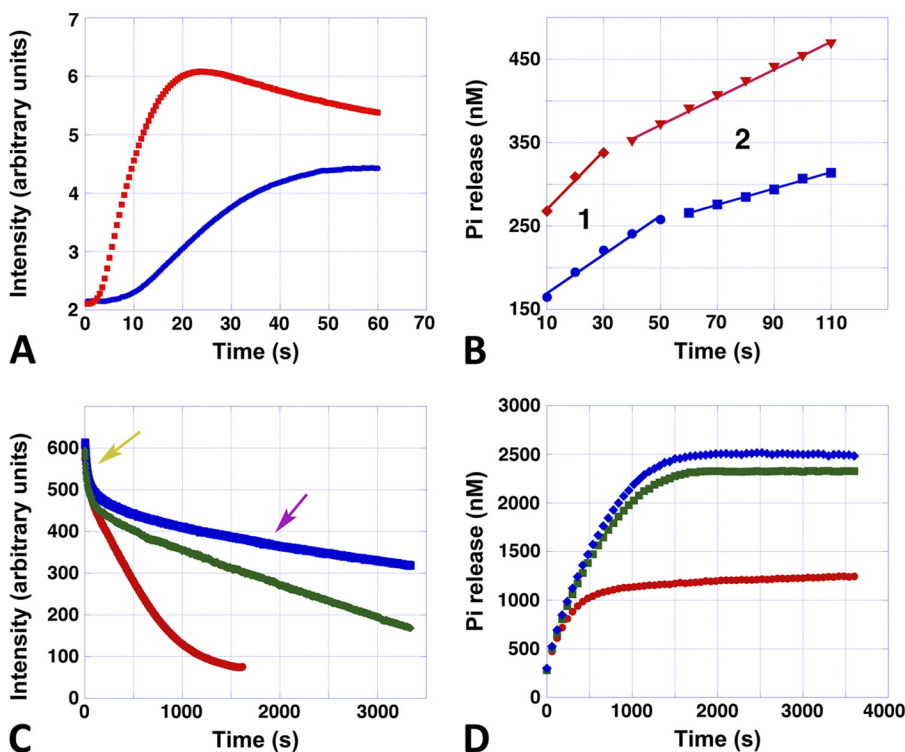 7
6
5
4
3
2
0 10 20 30 40 50 60 70
Intensity (arbitrary units)
Time (s)
A
450
350
250
150
10 30 50 70 90 110
Pi release (nM)
Time (s)
1
2
B
600
500
400
300
200
100
0
0 1000 2000 3000
Intensity (arbitrary units)
Time (s)
C
3000
2500
2000
1500
1000
500
0
0 1000 2000 3000 4000
Pi release (nM)
Time (s)
D